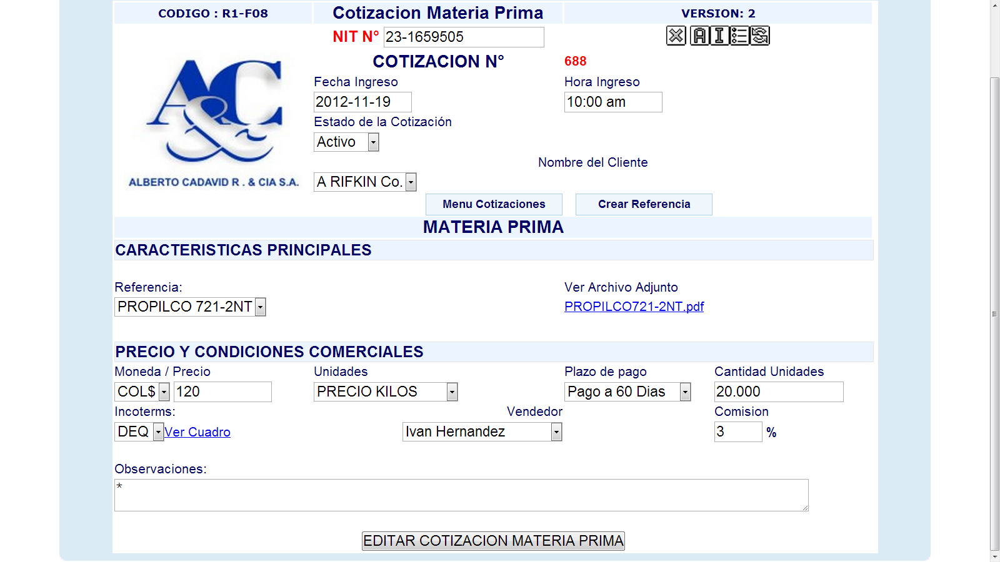 CODIGO : R1-F08
Cotizacion Materia Prima
VERSION: 2
NIT N° 23-1659505
A I
COTIZACION N° 688
A&C
ALBERTO CADAVID R . & CIA S.A.
Fecha Ingreso
Hora Ingreso
2012-11-19
10:00 am
Estado de la Cotización
Activo
Nombre del Cliente
A RIFKIN Co.
Menu Cotizaciones
Crear Referencia
MATERIA PRIMA
CARACTERISTICAS PRINCIPALES
Referencia:
Ver Archivo Adjunto
PROPILCO 721-2NT
PROPILCO721-2NT.pdf
PRECIO Y CONDICIONES COMERCIALES
Moneda / Precio
Unidades
Plazo de pago
Cantidad Unidades
COL$ 120
PRECIO KILOS
Pago a 60 Dias
20.000
Incoterms:
Vendedor
Comision
DEQ Ver Cuadro
Ivan Hernandez
3 %
Observaciones:
*
EDITAR COTIZACION MATERIA PRIMA